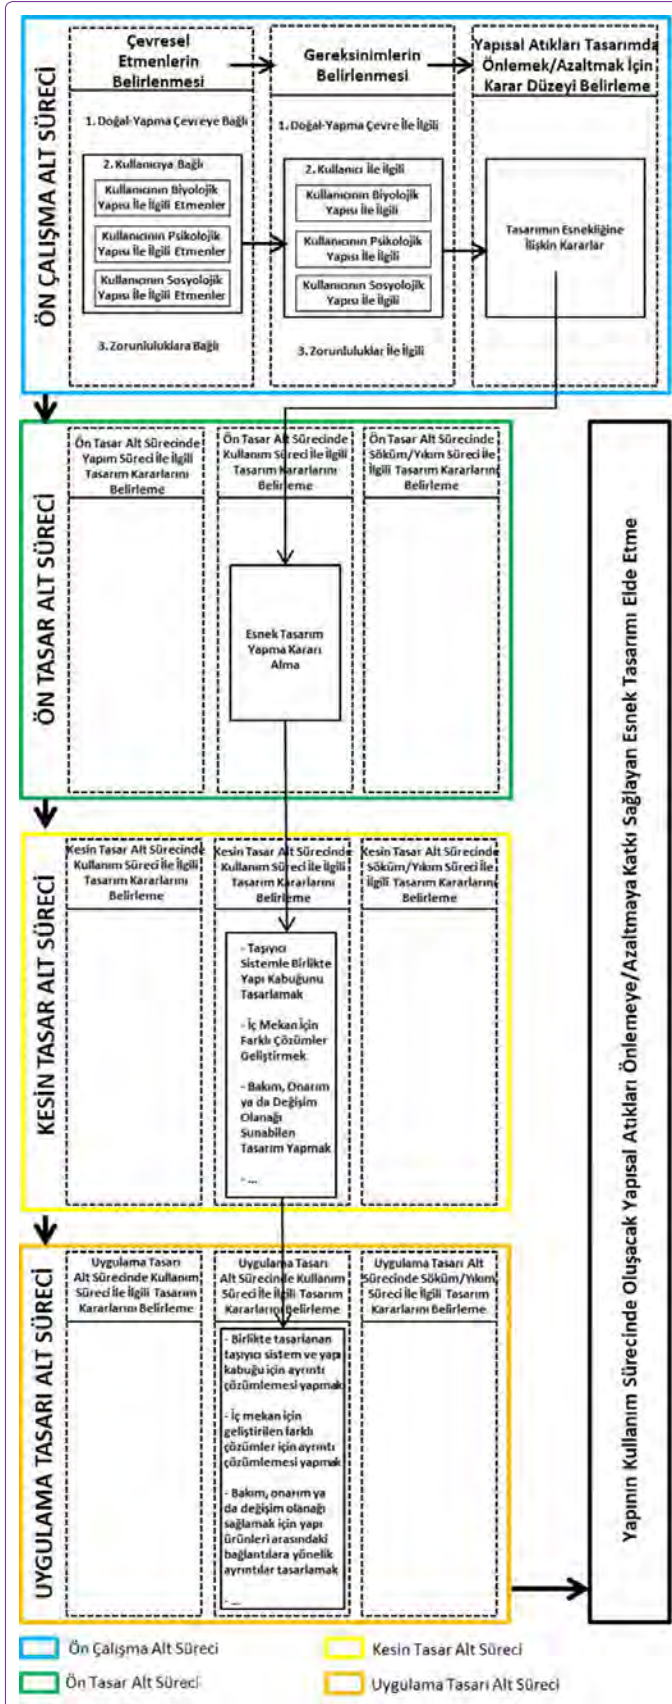 ÖN ÇALIŞMA ALT SÜRECİ
Çevresel
Etmenlerin
Belirlenmesi
Gereksinimlerin
Belirlenmesi
Yapısal Atıkları Tasarımda
Önlemek/Azaltmak İçin
Karar Düzeyi Belirleme
1. Doğal-Yapma Çevreye Bağlı
2. Kullanıcıya Bağlı
Kullanıcının Biyolojik
Yapısı İle İlgili Etmenler
Kullanıcının Psikolojik
Yapısı İle İlgili Etmenler
Kullanıcının Sosyolojik
Yapısı İle İlgili Etmenler
3. Zorunluluklara Bağlı
1. Doğal-Yapma Çevre İle İlgili
2. Kullanıcı İle İlgili
Kullanıcının Biyolojik
Yapısı İle İlgili
Kullanıcının Psikolojik
Yapısı İle İlgili
Kullanıcının Sosyolojik
Yapısı İle İlgili
3. Zorunluluklar İle İlgili
Tasarımın Esnekliğine
İlişkin Kararlar
ÖN TASAR ALT SÜRECİ
Ön Tasar Alt Sürecinde
Yapım Süreci İle İlgili
Tasarım Kararlarını
Belirleme
Ön Tasar Alt Sürecinde
Kullanım Süreci İle İlgili
Tasarım Kararlarını
Belirleme
Ön Tasar Alt Sürecinde
Söküm/Yıkım Süreci İle
İlgili Tasarım Kararlarını
Belirleme
Esnek Tasarım
Yapma Kararı
Alma
KESİN TASAR ALT SÜRECİ
Kesin Tasar Alt Sürecinde
Kullanım Süreci İle İlgili
Tasarım Kararlarını
Belirleme
Kesin Tasar Alt Sürecinde
Kullanım Süreci İle İlgili
Tasarım Kararlarını
Belirleme
Kesin Tasar Alt Sürecinde
Söküm/Yıkım Süreci İle
İlgili Tasarım Kararlarını
Belirleme
- Taşıyıcı
Sistemle Birlikte
Yapı Kabuğunu
Tasarlamak
- İç Mekan İçin
Farklı Çözümler
Geliştirmek
- Bakım, Onarım
ya da Değişim
Olanağı
Sunabilen
Tasarım Yapmak
- ...
UYGULAMA TASARI ALT SÜRECİ
Uygulama Tasarı
Alt Sürecinde Kullanım
Süreci İle İlgili Tasarım
Kararlarını Belirleme
Uygulama Tasarı
Alt Sürecinde Kullanım
Süreci İle İlgili Tasarım
Kararlarını Belirleme
Uygulama Tasarı Alt
Sürecinde Söküm/Yıkım
Süreci İle İlgili Tasarım
Kararlarını Belirleme
- Birlikte tasarlanan
taşıyıcı sistem ve yapı
kabuğu için ayrıntı
çözümlemesi yapmak
- İç mekan için
geliştirilen farklı
çözümler için ayrıntı
çözümlemesi yapmak
- Bakım, onarım ya
da değişim olanağı
sağlamak için yapı
ürünleri arasındaki
bağlantılara yönelik
ayrıntılar tasarlamak
- ...
Yapının Kullanım Sürecinde Oluşacak Yapısal Atıkları Önlemeye/Azaltmaya Katkı Sağlayan Esnek Tasarımı Elde Etme
Ön Çalışma Alt Süreci
Kesin Tasar Alt Süreci
Ön Tasar Alt Süreci
Uygulama Tasarı Alt Süreci